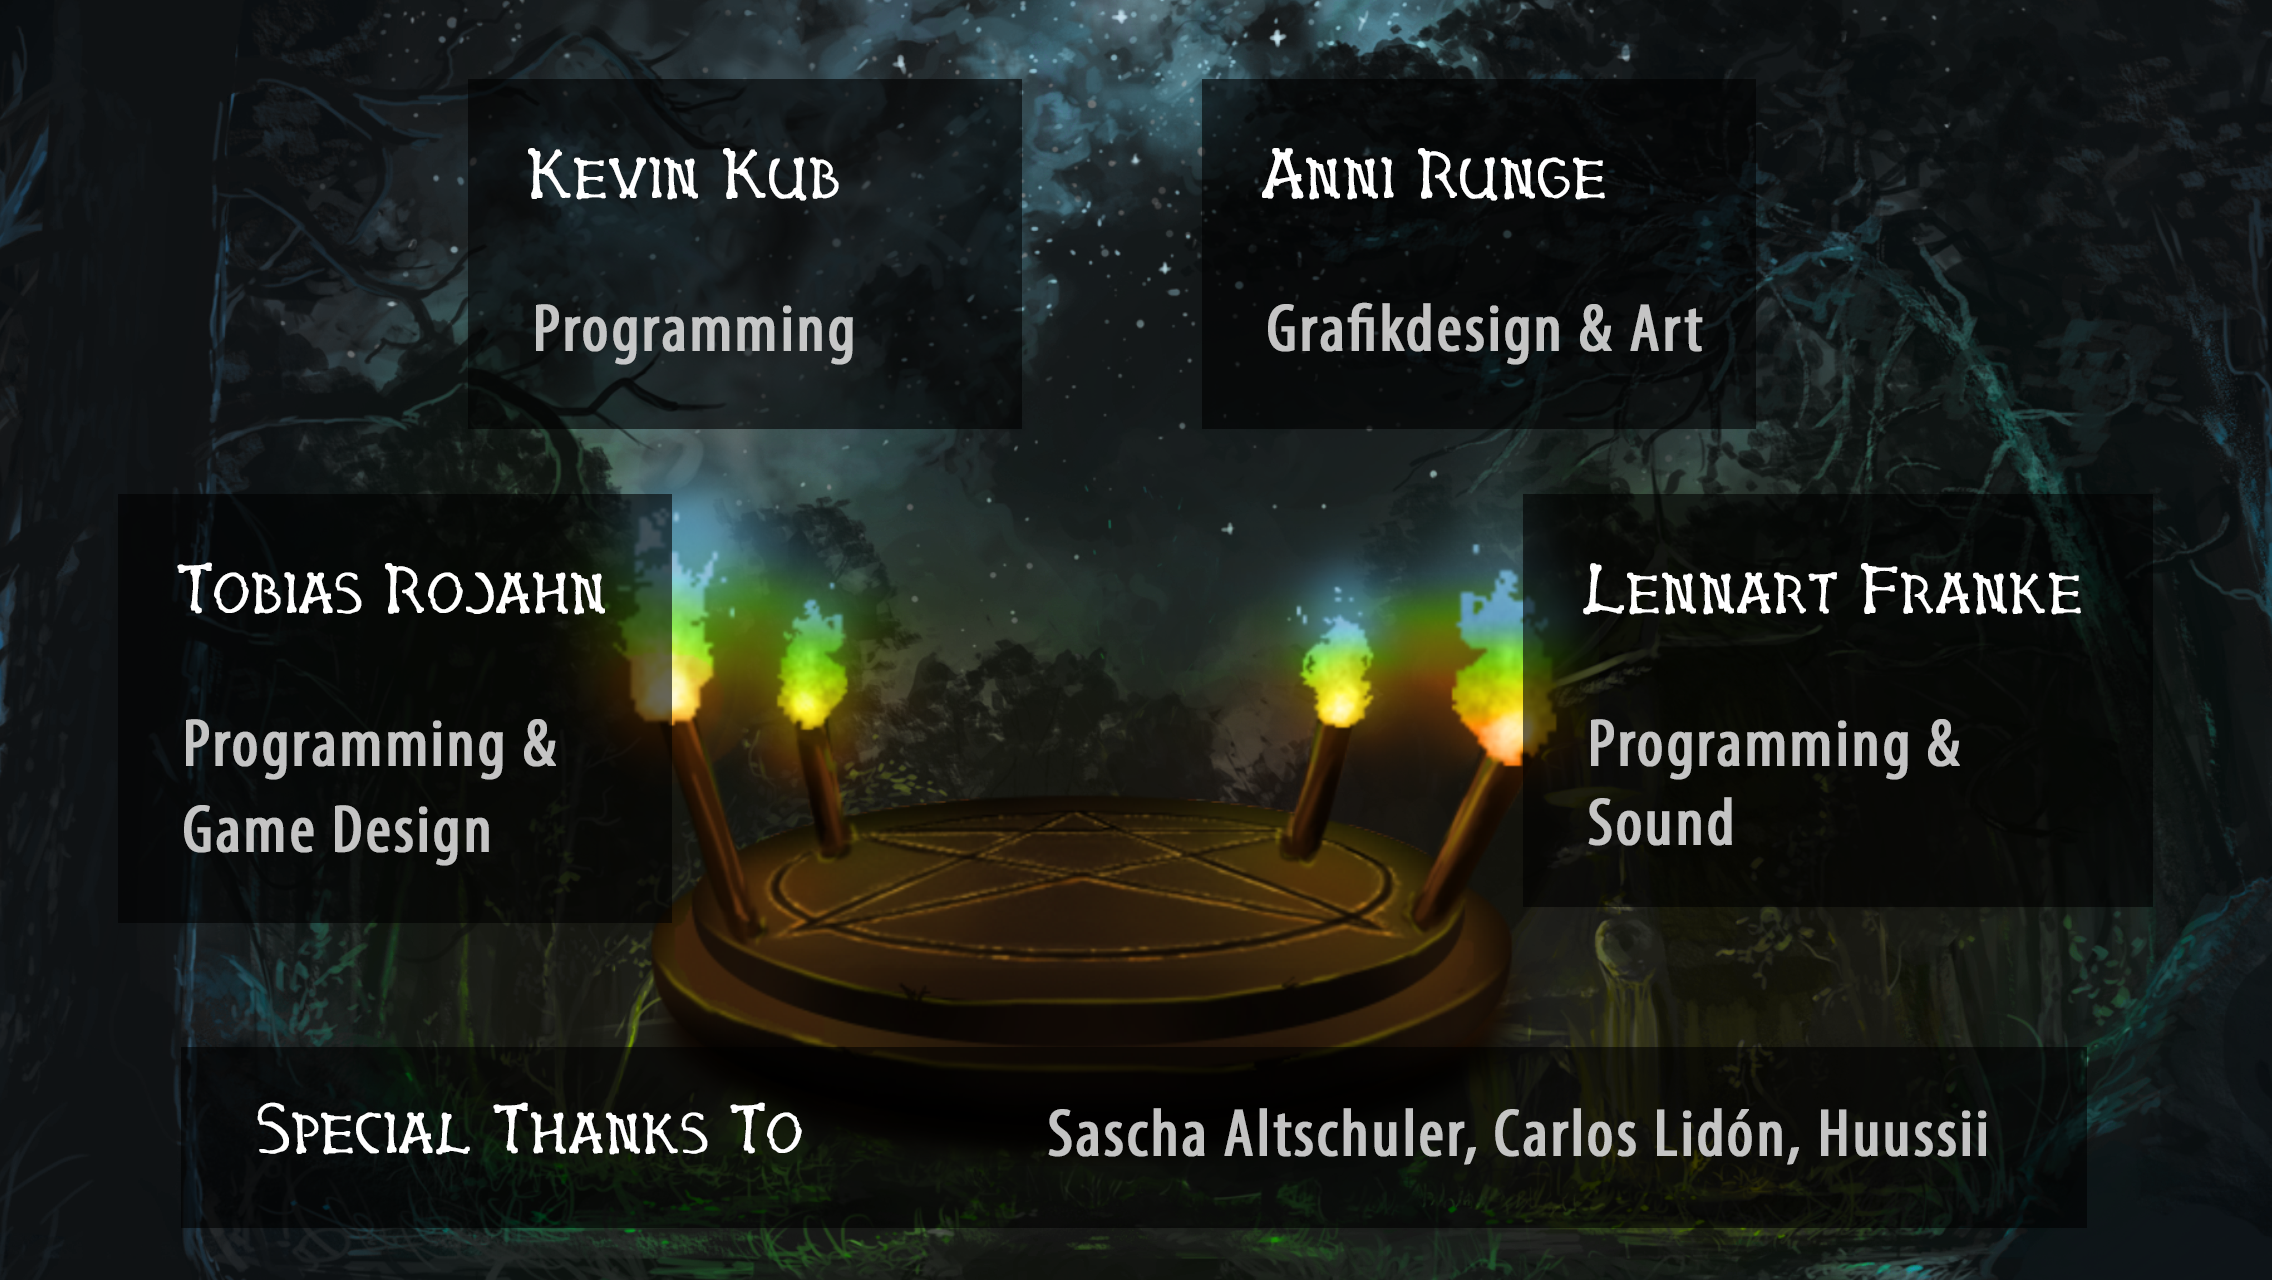 Kevin Kub
Programming
Anni Runge
Grafikdesign & Art
Tobias Rojahn
Programming &
Game Design
Lennart Franke
Programming &
Sound
Special Thanks To
Sascha Altschuler, Carlos Lidón, Huussii